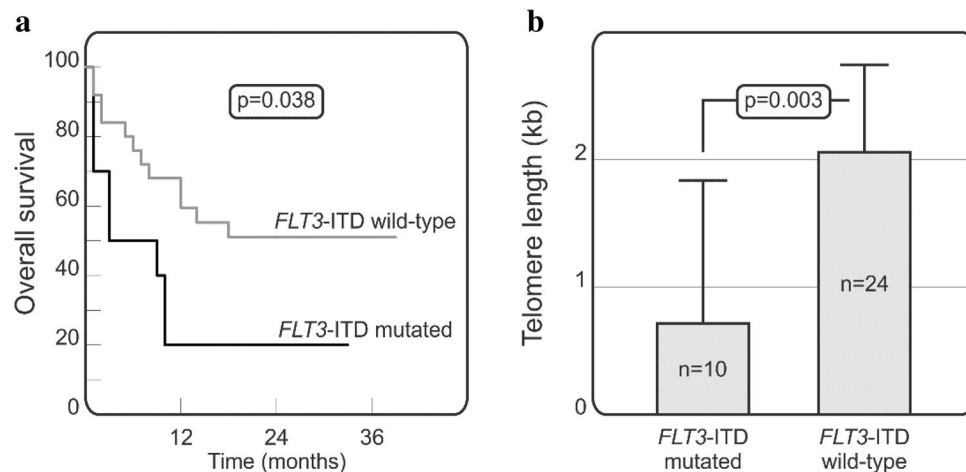 a
100
80
60
40
20
0
Overall survival
p=0.038
FLT3-ITD wild-type
FLT3-ITD mutated
12 24 36
Time (months)
b
2
1
0
Telomere length (kb)
p=0.003
n=10
n=24
FLT3-ITD
mutated
FLT3-ITD
wild-type